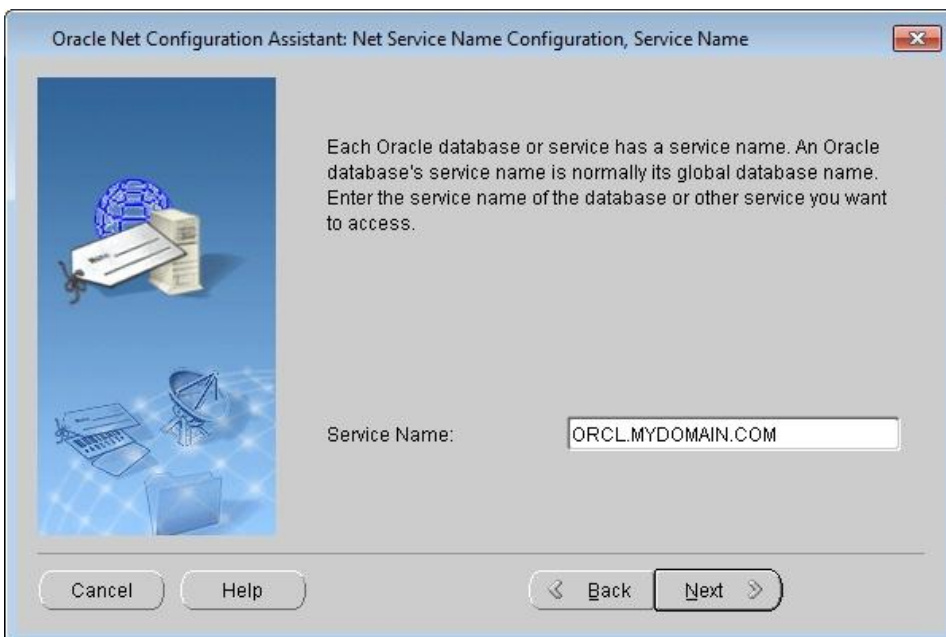 Oracle Net Configuration Assistant: Net Service Name Configuration, Service Name
Each Oracle database or service has a service name. An Oracle
database's service name is normally its global database name.
Enter the service name of the database or other service you want
to access.
Service Name:
ORCL.MYDOMAIN.COM
Cancel
Help
Back
Next